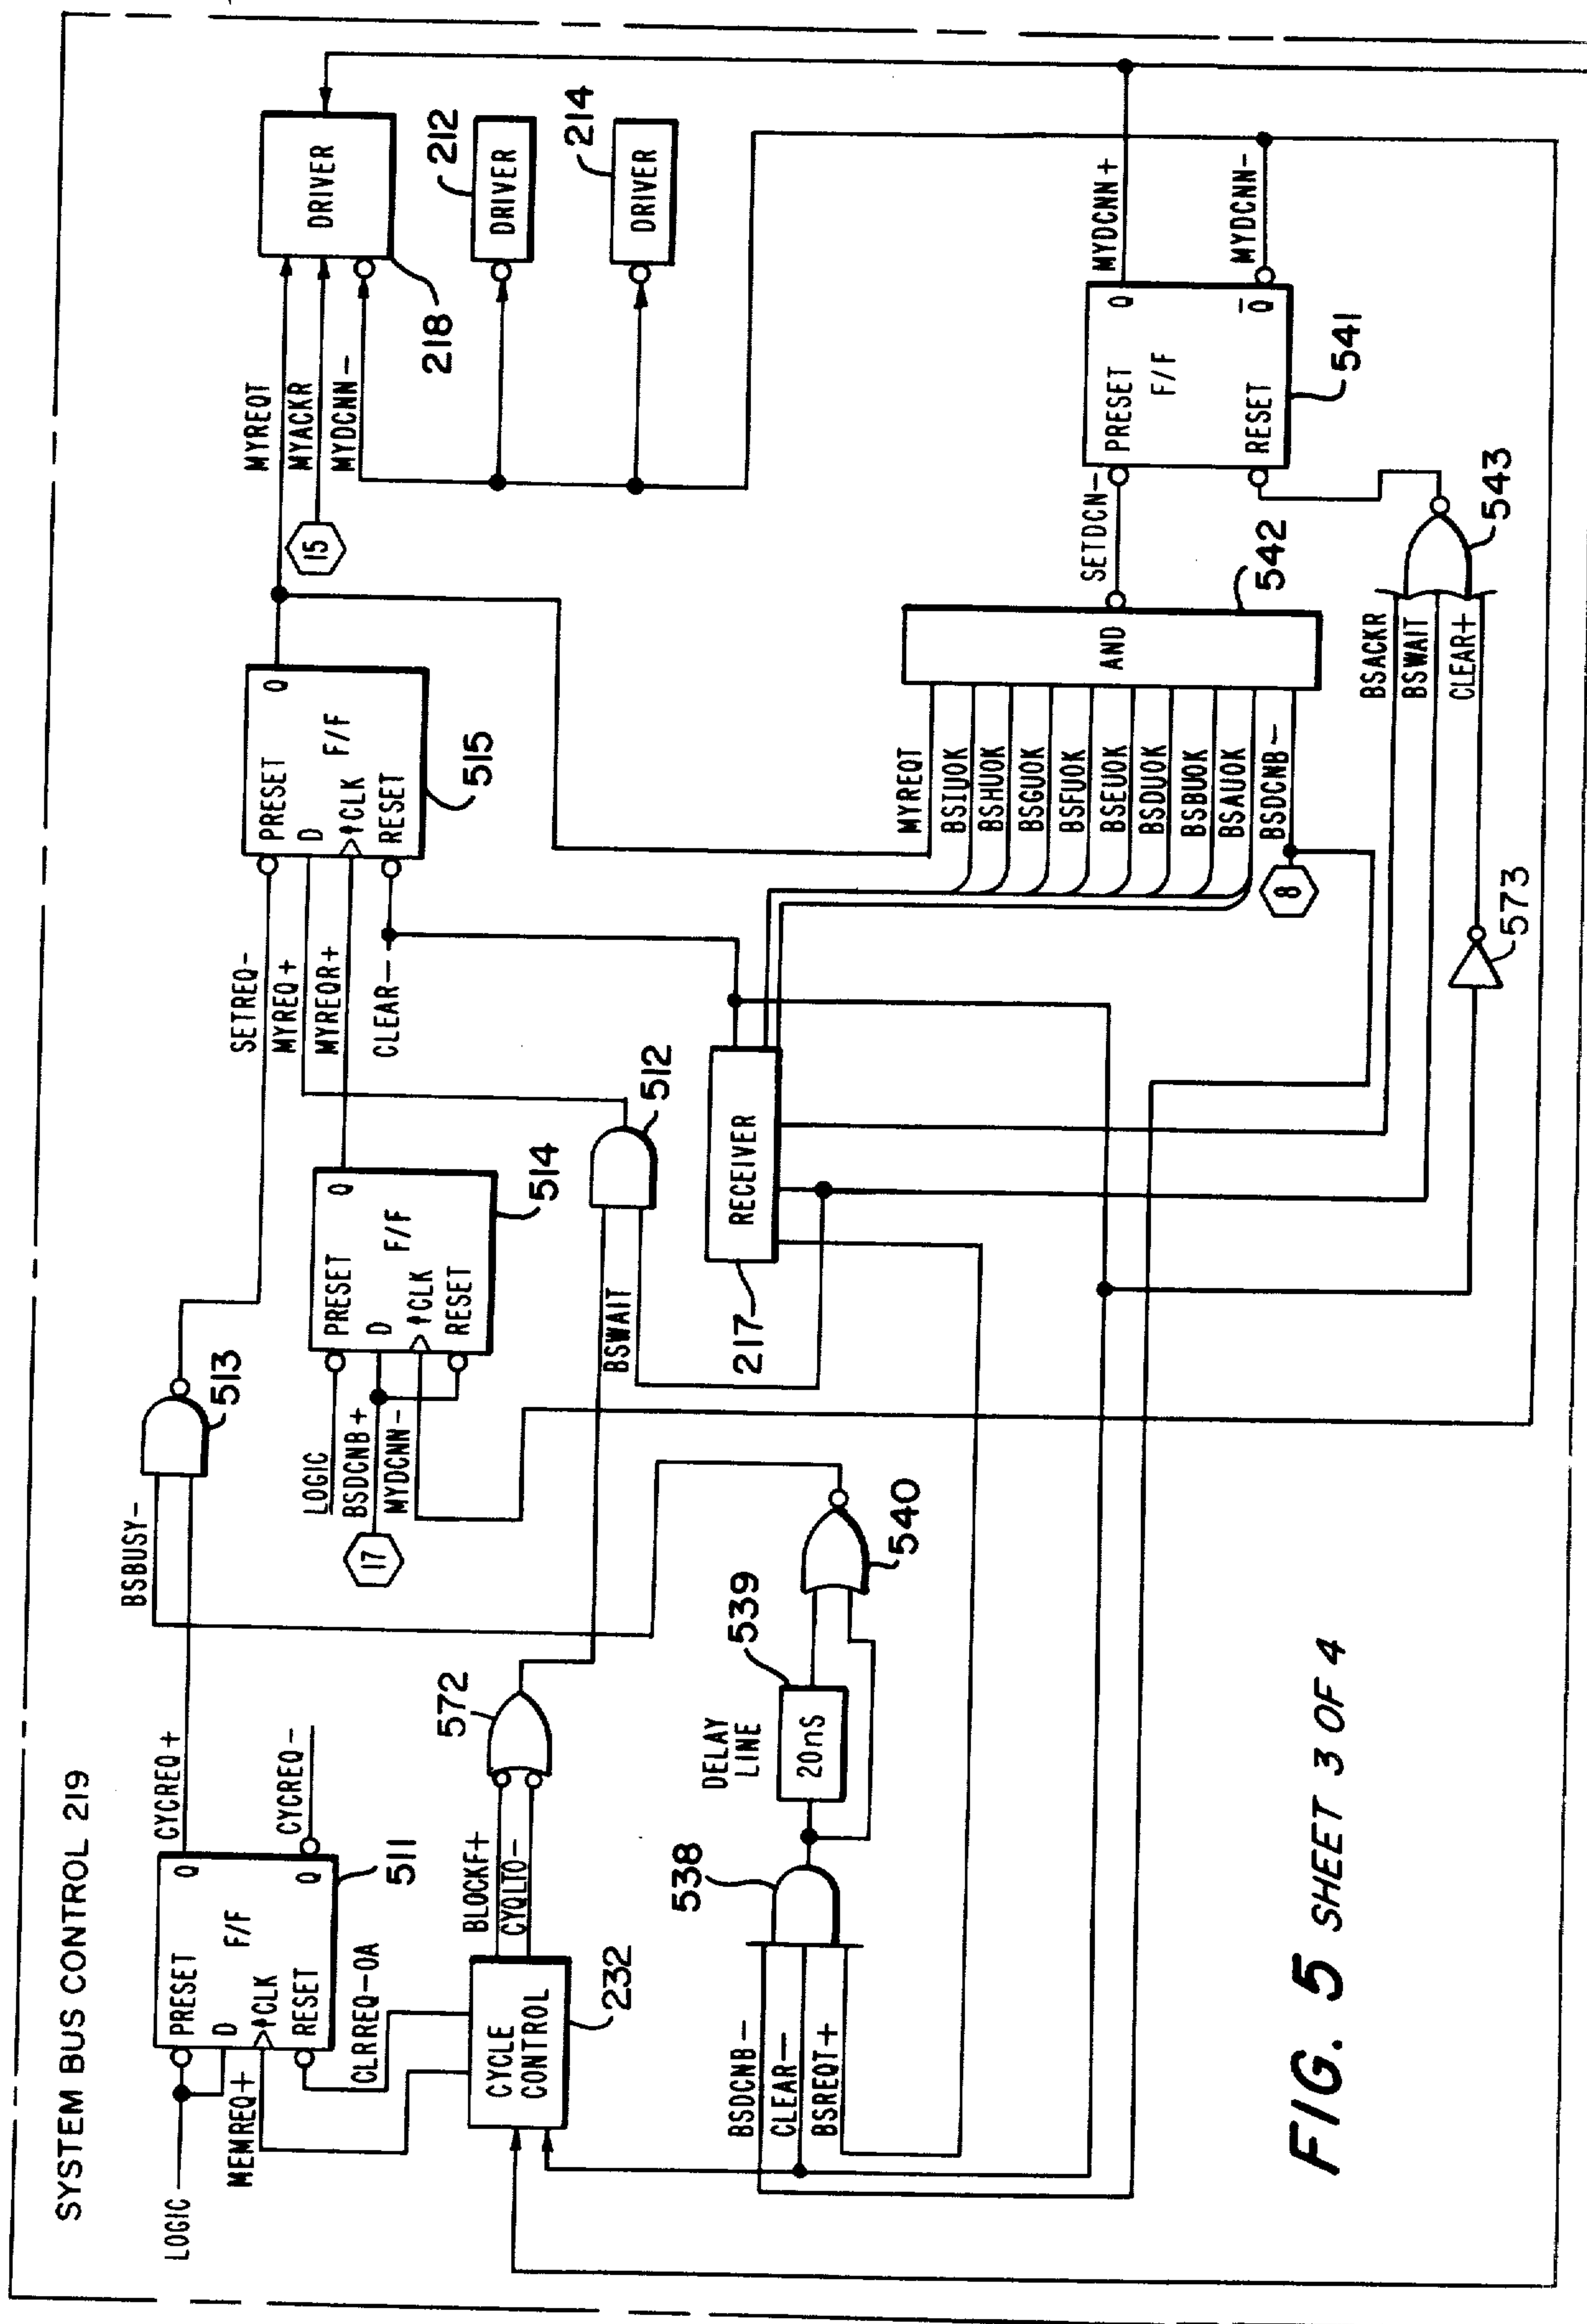 SYSTEM BUS CONTROL 219
LOGIC
MEMREQ+
PRESET
D
CLK
RESET
F/F
Q
Q
511
CYCREQ+
CYCREQ-
CLRREQ-0A
CYCLE
CONTROL
232
BLOCKF+
CYQLTO-
572
BSBUSY-
513
LOGIC
BSDCNB+
MYDCNN-
17
PRESET
D
CLK
RESET
F/F
Q
514
BSWAIT
512
SETREQ-
MYREQ+
MYREQR+
CLEAR-
PRESET
D
CLK
RESET
F/F
Q
515
15
MYREQT
MYACKR
MYDCNN-
DRIVER
218
DRIVER
212
DRIVER
214
BSDCNB-
CLEAR-
BSREQT+
538
DELAY
LINE
20nS
539
540
RECEIVER
217
MYREQT
BSIUOK
BSHUOK
BSGUOK
BSFUOK
BSEUOK
BSDUOK
BSBUOK
BSAUOK
BSDCNB-
8
AND
542
SETDCN-
PRESET
F/F
RESET
Q
Q̅
541
MYDCNN+
MYDCNN-
BSACKR
BSWAIT
CLEAR+
543
573
FIG. 5 SHEET 3 OF 4